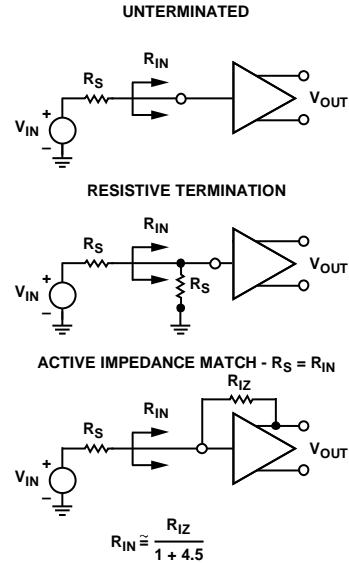 UNTERMINATED
R_IN
R_S
+
V_IN
–
V_OUT
RESISTIVE TERMINATION
R_IN
R_S
+
V_IN
–
R_S
V_OUT
ACTIVE IMPEDANCE MATCH - R_S = R_IN
R_IZ
R_IN
R_S
+
V_IN
–
V_OUT
R_IN ≅ R_IZ / 1 + 4.5